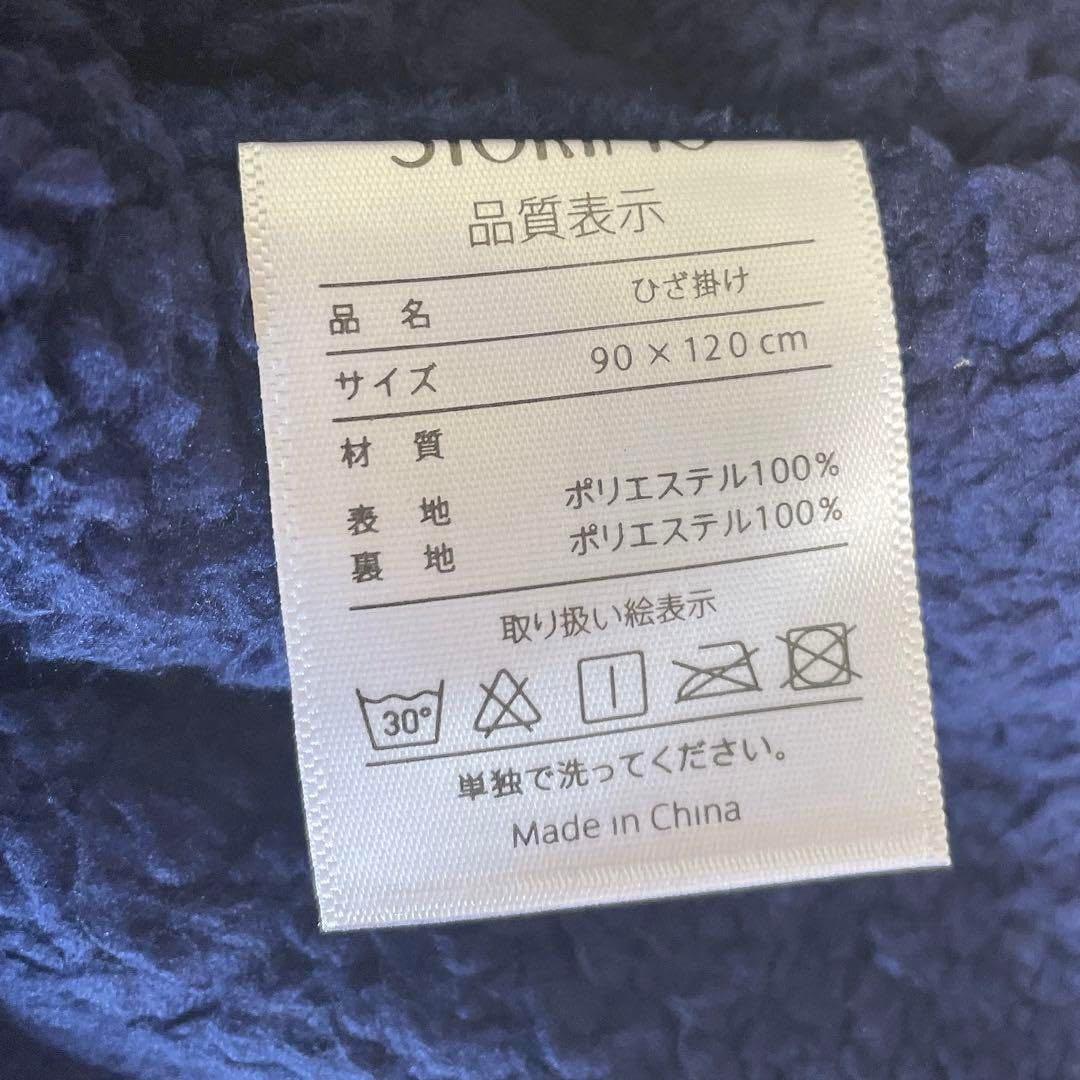 品質表示
品 名 ひざ掛け
サイズ 90 × 120 cm
材 質
表 地 ポリエステル100%
裏 地 ポリエステル100%
取り扱い絵表示
30°
単独で洗ってください。
Made in China